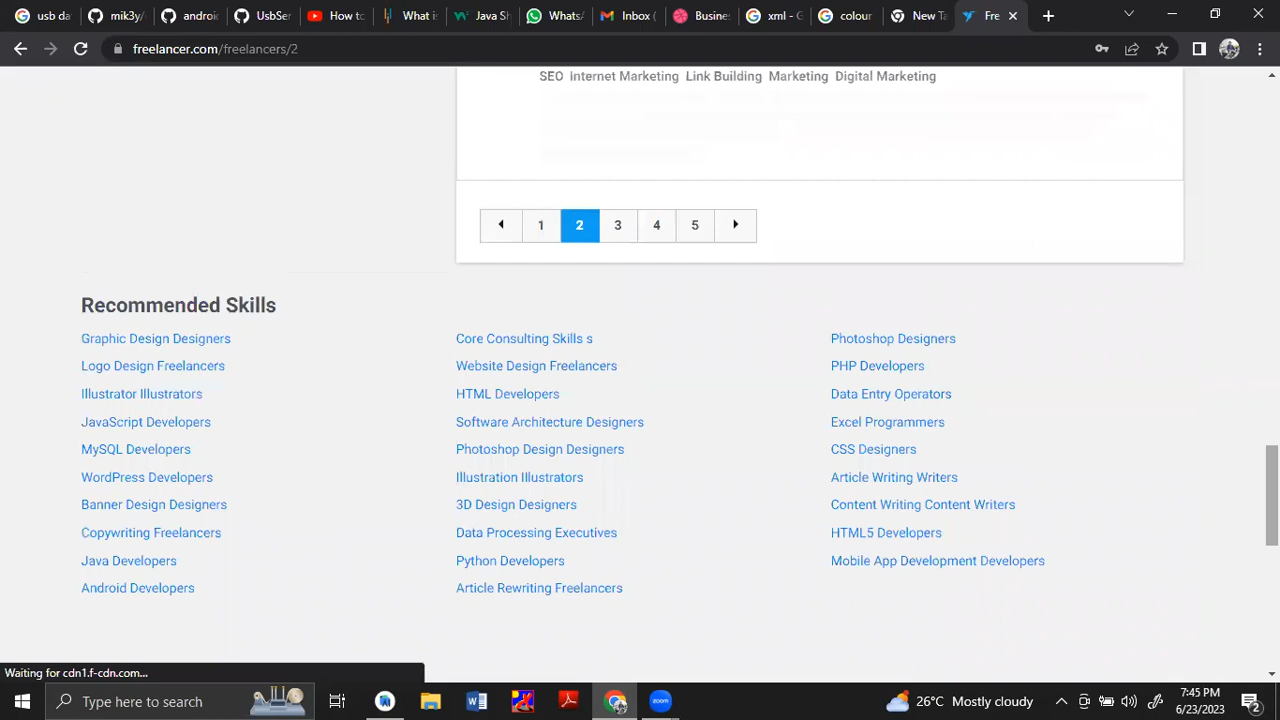 usb da
mik3y/
android
UsbSer
How to
What is
Java Sh
WhatsA
Inbox (
Busines
xml - G
colour
New Ta
Fre
freelancer.com/freelancers/2
SEO Internet Marketing Link Building Marketing Digital Marketing
1 2 3 4 5
Recommended Skills
Graphic Design Designers
Logo Design Freelancers
Illustrator Illustrators
JavaScript Developers
MySQL Developers
WordPress Developers
Banner Design Designers
Copywriting Freelancers
Java Developers
Android Developers
Core Consulting Skills s
Website Design Freelancers
HTML Developers
Software Architecture Designers
Photoshop Design Designers
Illustration Illustrators
3D Design Designers
Data Processing Executives
Python Developers
Article Rewriting Freelancers
Photoshop Designers
PHP Developers
Data Entry Operators
Excel Programmers
CSS Designers
Article Writing Writers
Content Writing Content Writers
HTML5 Developers
Mobile App Development Developers
Waiting for cdn1.f-cdn.com...
Type here to search
zoom
26°C Mostly cloudy
7:45 PM
6/23/2023
2